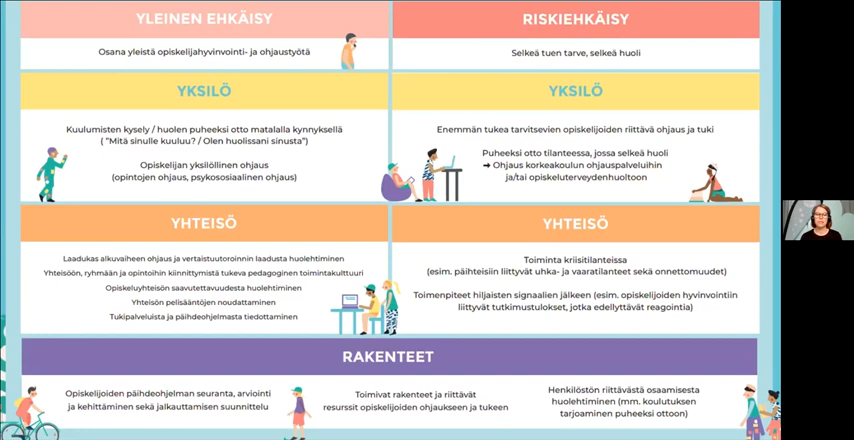 YLEINEN EHKÄISY
Osana yleistä opiskelijahyvinvointi- ja ohjaustyötä
RISKIEHKÄISY
Selkeä tuen tarve, selkeä huoli
YKSILÖ
Kuulumisten kysely / huolen puheeksi otto matalalla kynnyksellä
( "Mitä sinulle kuuluu? / Olen huolissani sinusta")
Opiskelijan yksilöllinen ohjaus
(opintojen ohjaus, psykososiaalinen ohjaus)
YKSILÖ
Enemmän tukea tarvitsevien opiskelijoiden riittävä ohjaus ja tuki
Puheeksi otto tilanteessa, jossa selkeä huoli
➞ Ohjaus korkeakoulun ohjauspalveluihin
ja/tai opiskeluterveydenhuoltoon
YHTEISÖ
Laadukas alkuvaiheen ohjaus ja vertaistuutoroinnin laadusta huolehtiminen
Yhteisöön, ryhmään ja opintoihin kiinnittymistä tukeva pedagoginen toimintakulttuuri
Opiskeluyhteisön saavutettavuudesta huolehtiminen
Yhteisön pelisääntöjen noudattaminen
Tukipalveluista ja päihdeohjelmasta tiedottaminen
YHTEISÖ
Toiminta kriisitilanteissa
(esim. päihteisiin liittyvät uhka- ja vaaratilanteet sekä onnettomuudet)
Toimenpiteet hiljaisten signaalien jälkeen (esim. opiskelijoiden hyvinvointiin
liittyvät tutkimustulokset, jotka edellyttävät reagointia)
RAKENTEET
Opiskelijoiden päihdeohjelman seuranta, arviointi
ja kehittäminen sekä jalkauttamisen suunnittelu
Toimivat rakenteet ja riittävät
resurssit opiskelijoiden ohjaukseen ja tukeen
Henkilöstön riittävästä osaamisesta
huolehtiminen (mm. koulutuksen
tarjoaminen puheeksi ottoon)